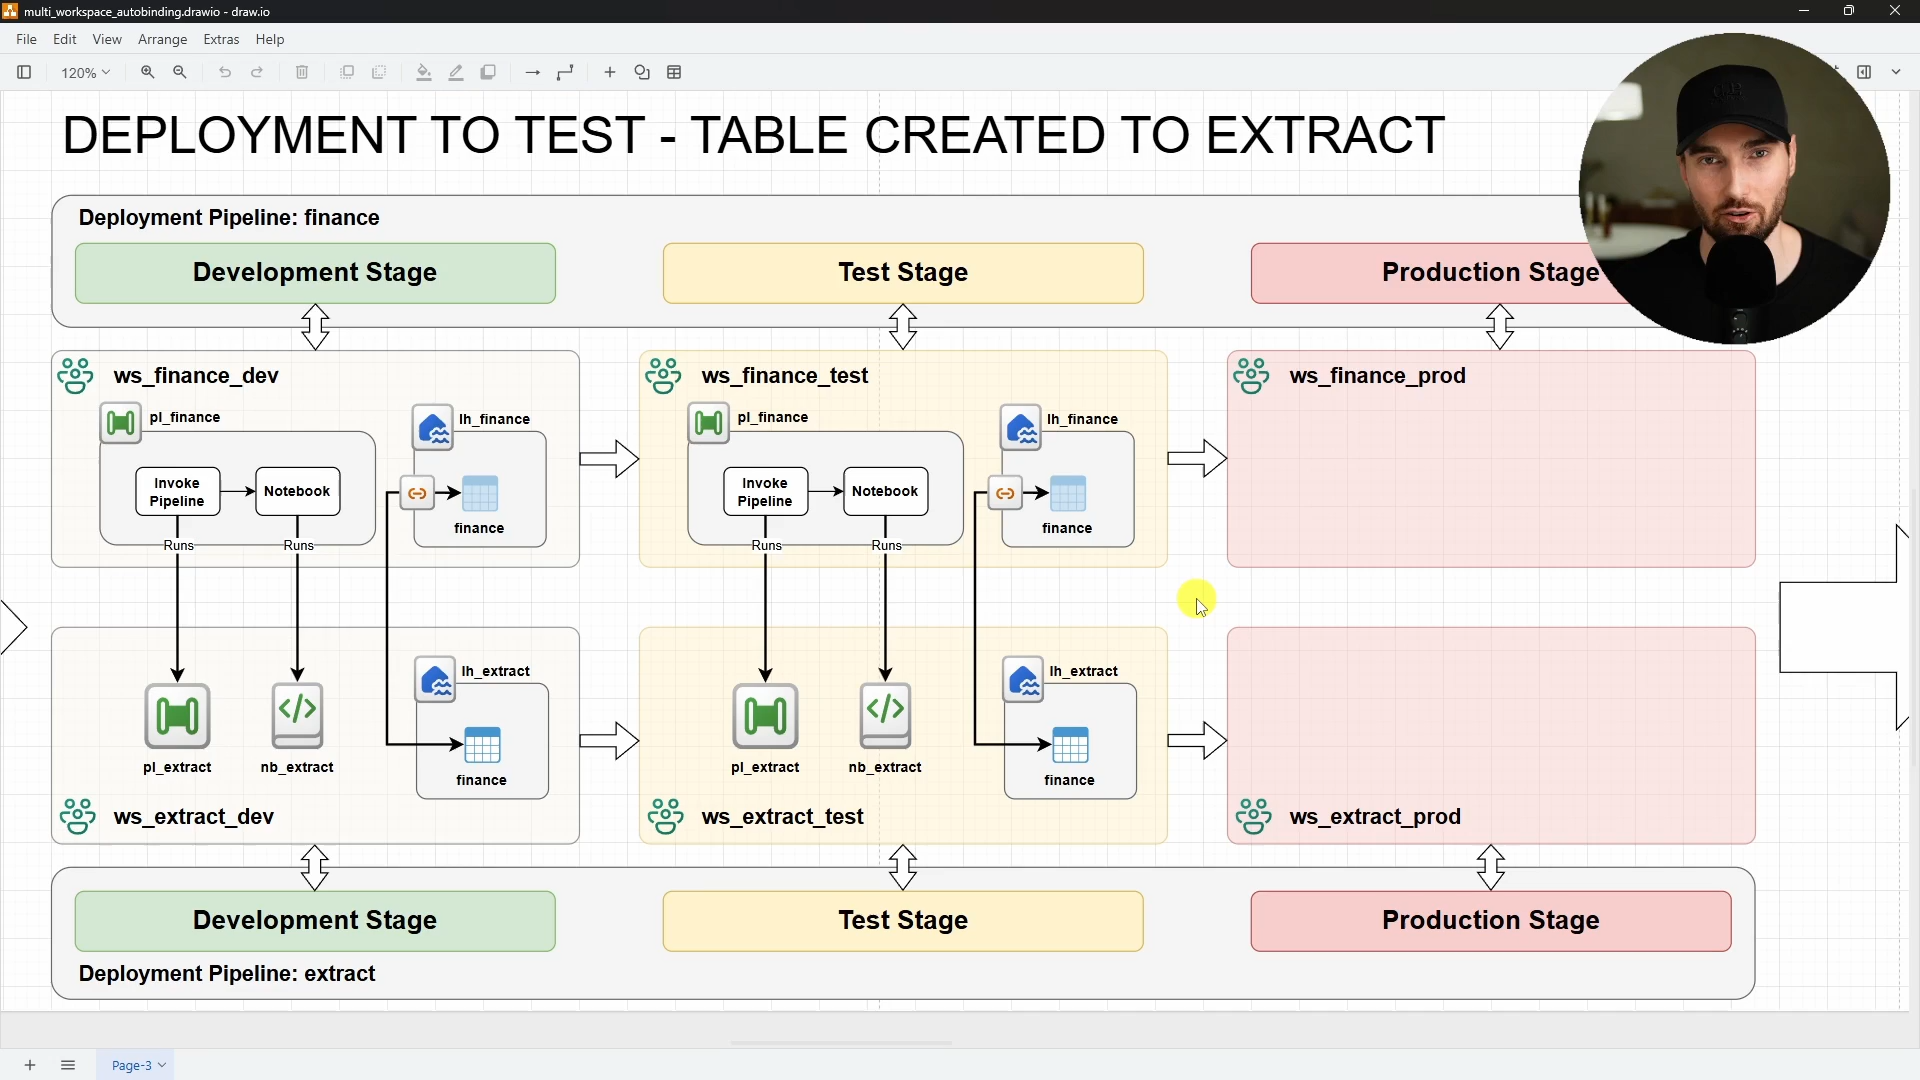 multi_workspace_autobinding.drawio - draw.io
File Edit View Arrange Extras Help
120%
DEPLOYMENT TO TEST - TABLE CREATED TO EXTRACT
Deployment Pipeline: finance
Development Stage
Test Stage
Production Stage
ws_finance_dev
pl_finance
lh_finance
Invoke
Pipeline
Notebook
finance
Runs
Runs
ws_finance_test
pl_finance
lh_finance
Invoke
Pipeline
Notebook
finance
Runs
Runs
ws_finance_prod
lh_extract
pl_extract
nb_extract
finance
ws_extract_dev
lh_extract
pl_extract
nb_extract
finance
ws_extract_test
ws_extract_prod
Development Stage
Test Stage
Production Stage
Deployment Pipeline: extract
Page-3